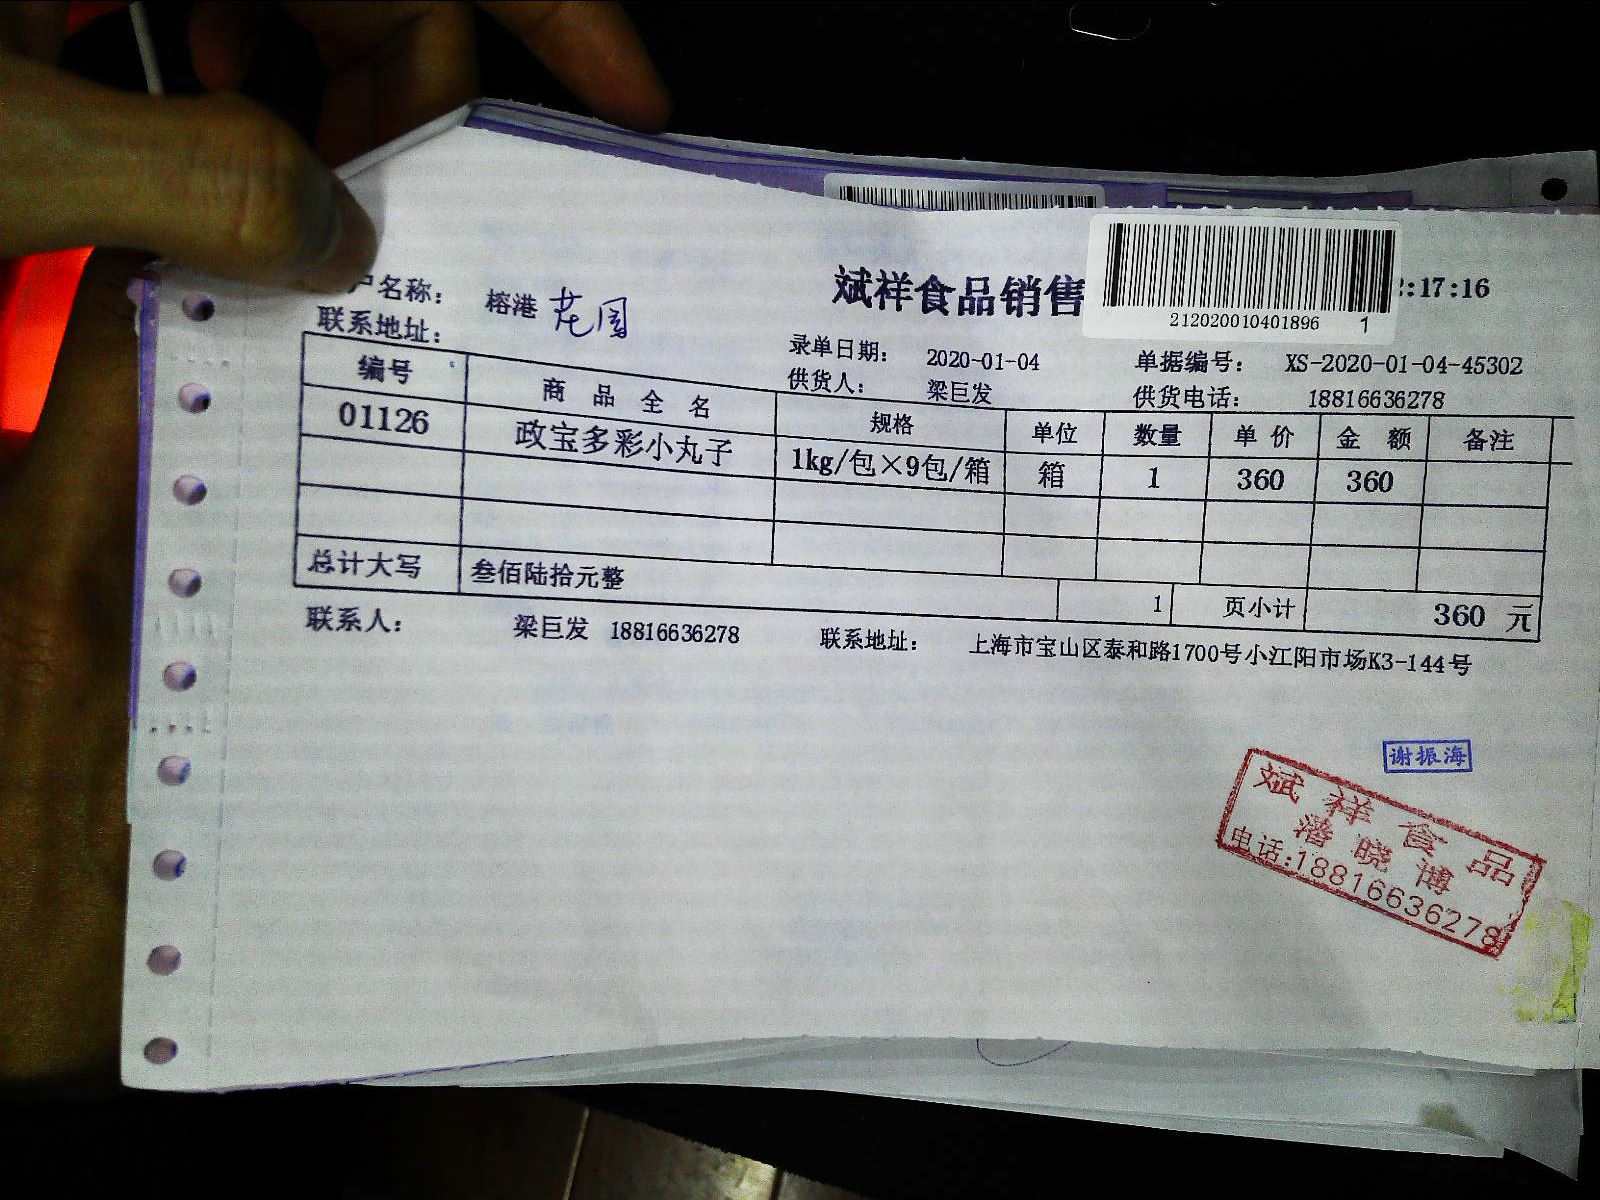 斌祥食品销售
:17:16
212020010401896 1
户名称： 榕港 花园
联系地址：
录单日期： 2020-01-04 单据编号： XS-2020-01-04-45302
供货人： 梁巨发 供货电话： 18816636278
编号 商品全名 规格 单位 数量 单价 金额 备注
01126 政宝多彩小丸子 1kg/包×9包/箱 箱 1 360 360
总计大写 叁佰陆拾元整 1 页小计 360 元
联系人： 梁巨发 18816636278 联系地址： 上海市宝山区泰和路1700号小江阳市场K3-144号
谢振海
斌祥食品
潘晓博
电话:18816636278